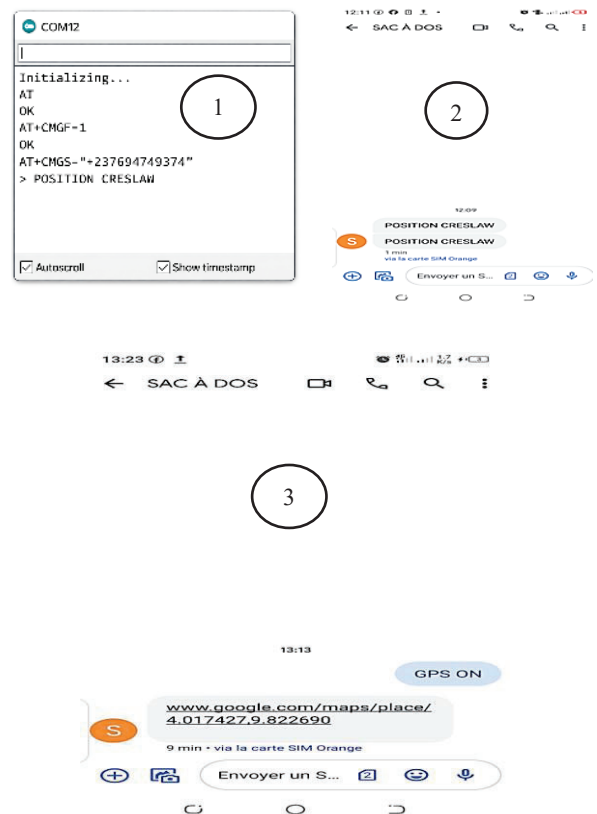 COM12
Initializing...
AT
OK
AT+CMGF=1
OK
AT+CMGS="+237694749374"
> POSITION CRESLAW
Autoscroll
Show timestamp
1
12:11
SAC À DOS
2
12:09
POSITION CRESLAW
S
POSITION CRESLAW
1 min
via la carte SIM Orange
Envoyer un S...
2
13:23
1.7
K/s
SAC À DOS
3
13:13
GPS ON
www.google.com/maps/place/
4.017427,9.822690
S
9 min • via la carte SIM Orange
Envoyer un S...
2